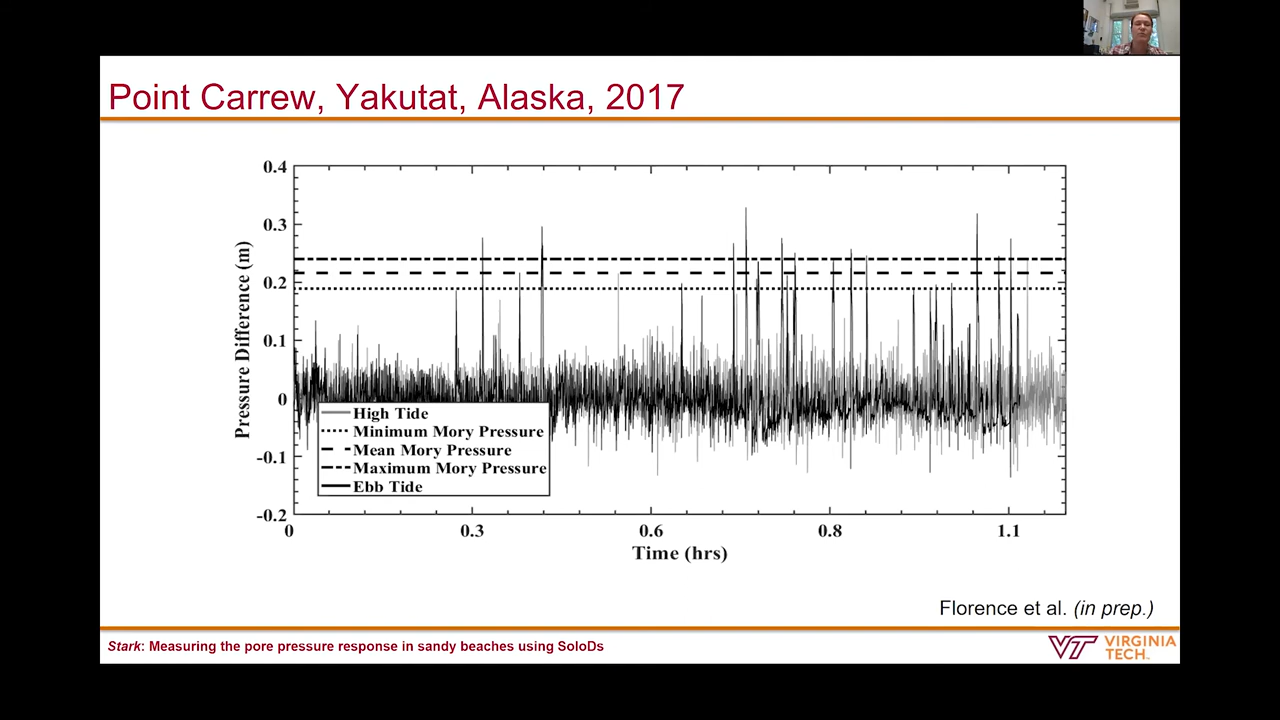 Point Carrew, Yakutat, Alaska, 2017
0.4
0.3
0.2
0.1
0
-0.1
-0.2
Pressure Difference (m)
High Tide
Minimum Mory Pressure
Mean Mory Pressure
Maximum Mory Pressure
Ebb Tide
0 0.3 0.6 0.8 1.1
Time (hrs)
Florence et al. (in prep.)
Stark: Measuring the pore pressure response in sandy beaches using SoloDs
VT VIRGINIA
TECH